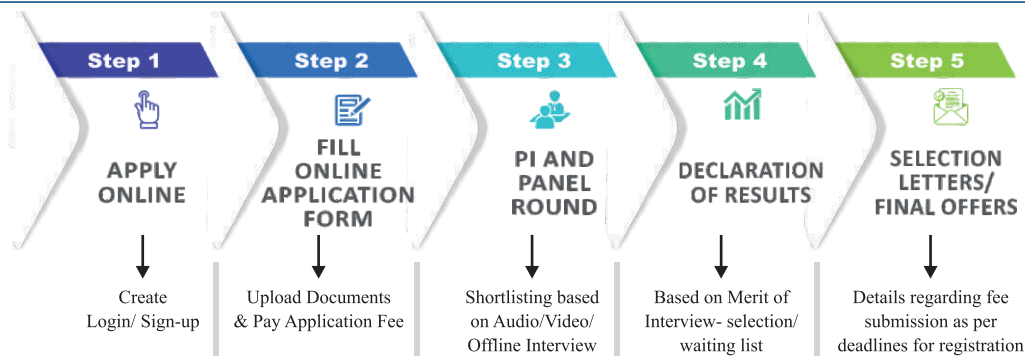 Step 1
APPLY
ONLINE
Create
Login/ Sign-up
Step 2
FILL
ONLINE
APPLICATION
FORM
Upload Documents
& Pay Application Fee
Step 3
PI AND
PANEL
ROUND
Shortlisting based
on Audio/Video/
Offline Interview
Step 4
DECLARATION
OF RESULTS
Based on Merit of
Interview- selection/
waiting list
Step 5
SELECTION
LETTERS/
FINAL OFFERS
Details regarding fee
submission as per
deadlines for registration